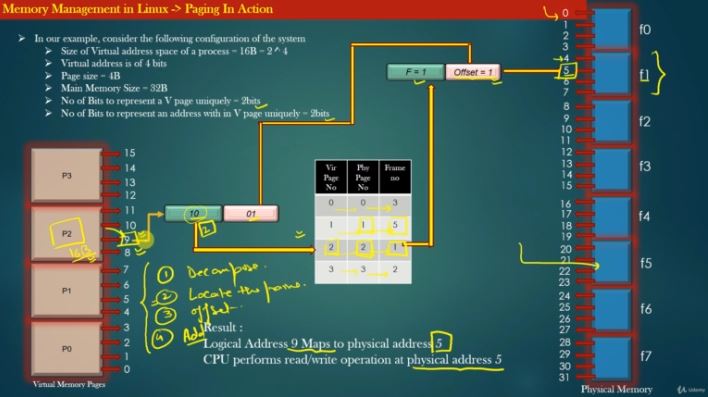 Memory Management in Linux -> Paging In Action
➢ In our example, consider the following configuration of the system
➢ Size of Virtual address space of a process = 16B = 2^4
➢ Virtual address is of 4 bits
➢ Page size = 4B
➢ Main Memory Size = 32B
➢ No of Bits to represent a V page uniquely = 2bits
➢ No of Bits to represent an address with in V page uniquely = 2bits
F = 1 Offset = 1
P3
P2
P1
P0
15
14
13
12
11
10
9
8
7
6
5
4
3
2
1
0
Virtual Memory Pages
16B
10 01
2
Vir Page No Phy Page No Frame no
0 0 3
1 1 5
2 2 1
3 3 2
1 Decompose.
2 Locate the frame.
3 offset.
4 Add
Result :
Logical Address 9 Maps to physical address 5
CPU performs read/write operation at physical address 5
0
1
2
3
4
5
6
7
8
9
10
11
12
13
14
15
16
17
18
19
20
21
22
23
24
25
26
27
28
29
30
31
f0
f1
f2
f3
f4
f5
f6
f7
Physical Memory
Udemy